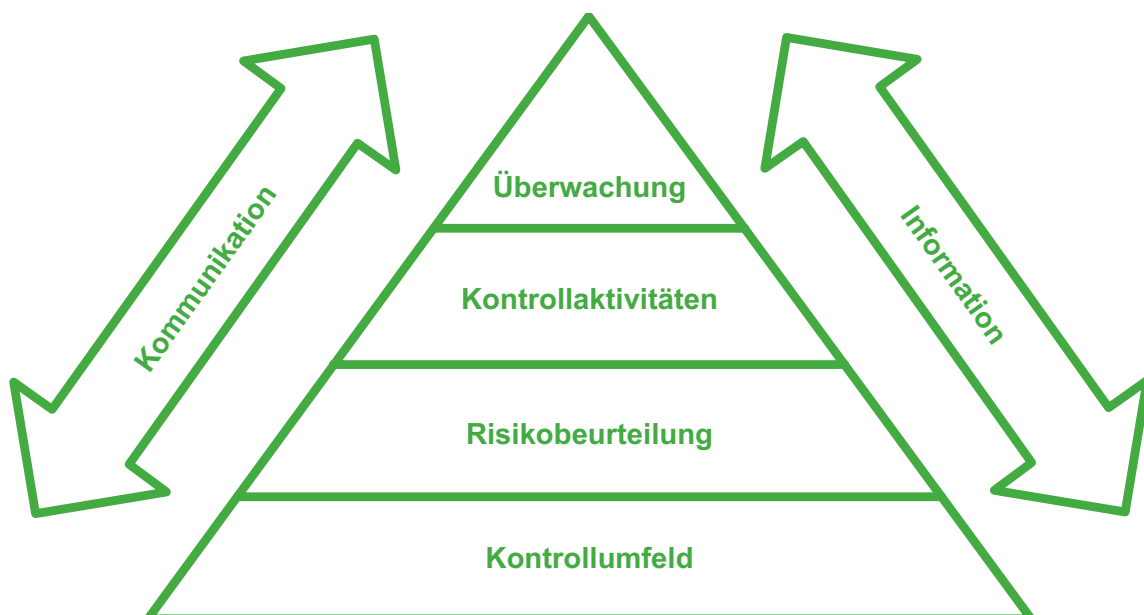 Überwachung
Kommunikation
Information
Kontrollaktivitäten
Risikobeurteilung
Kontrollumfeld